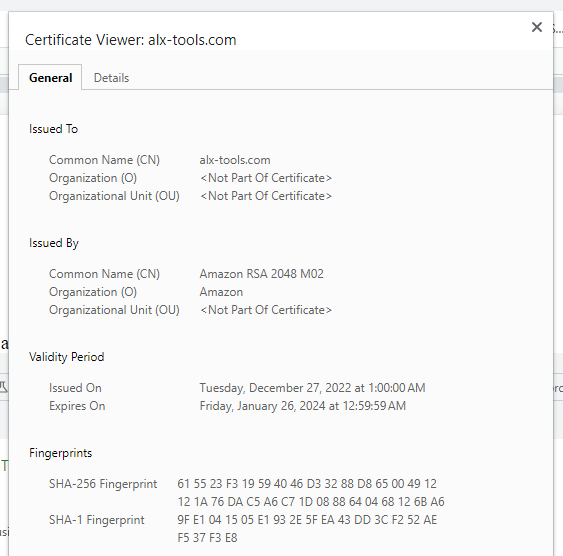 Certificate Viewer: alx-tools.com
General Details
Issued To
Common Name (CN) alx-tools.com
Organization (O) <Not Part Of Certificate>
Organizational Unit (OU) <Not Part Of Certificate>
Issued By
Common Name (CN) Amazon RSA 2048 M02
Organization (O) Amazon
Organizational Unit (OU) <Not Part Of Certificate>
Validity Period
Issued On Tuesday, December 27, 2022 at 1:00:00 AM
Expires On Friday, January 26, 2024 at 12:59:59 AM
Fingerprints
SHA-256 Fingerprint 61 55 23 F3 19 59 40 46 D3 32 88 D8 65 00 49 12
12 1A 76 DA C5 A6 C7 1D 08 88 64 04 68 12 6B A6
SHA-1 Fingerprint 9F E1 04 15 05 E1 93 2E 5F EA 43 DD 3C F2 52 AE
F5 37 F3 E8